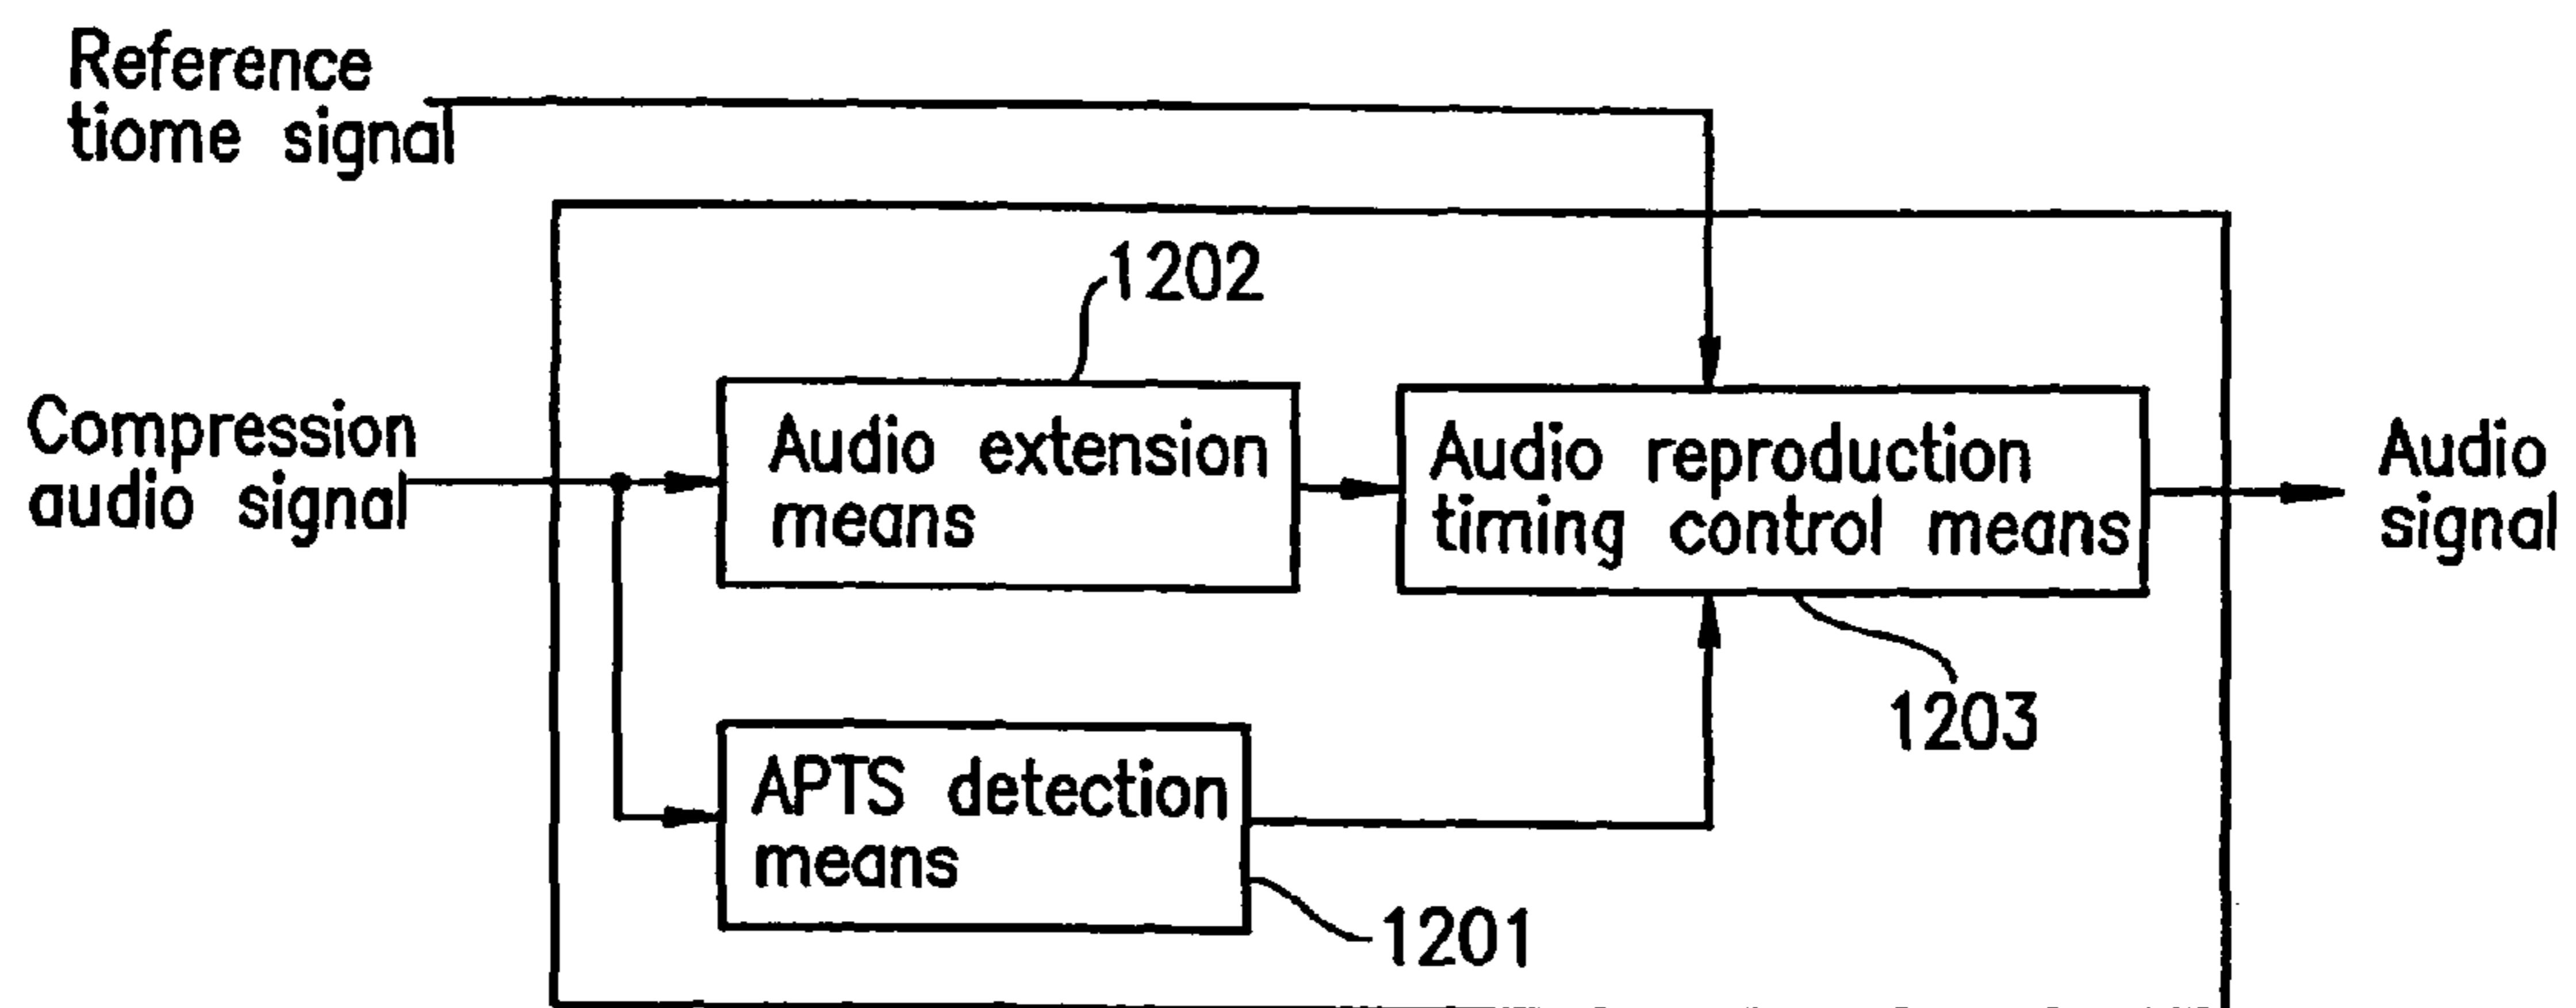 Reference
tiome signal
1202
Compression
audio signal
Audio extension
means
Audio reproduction
timing control means
Audio
signal
1203
APTS detection
means
1201